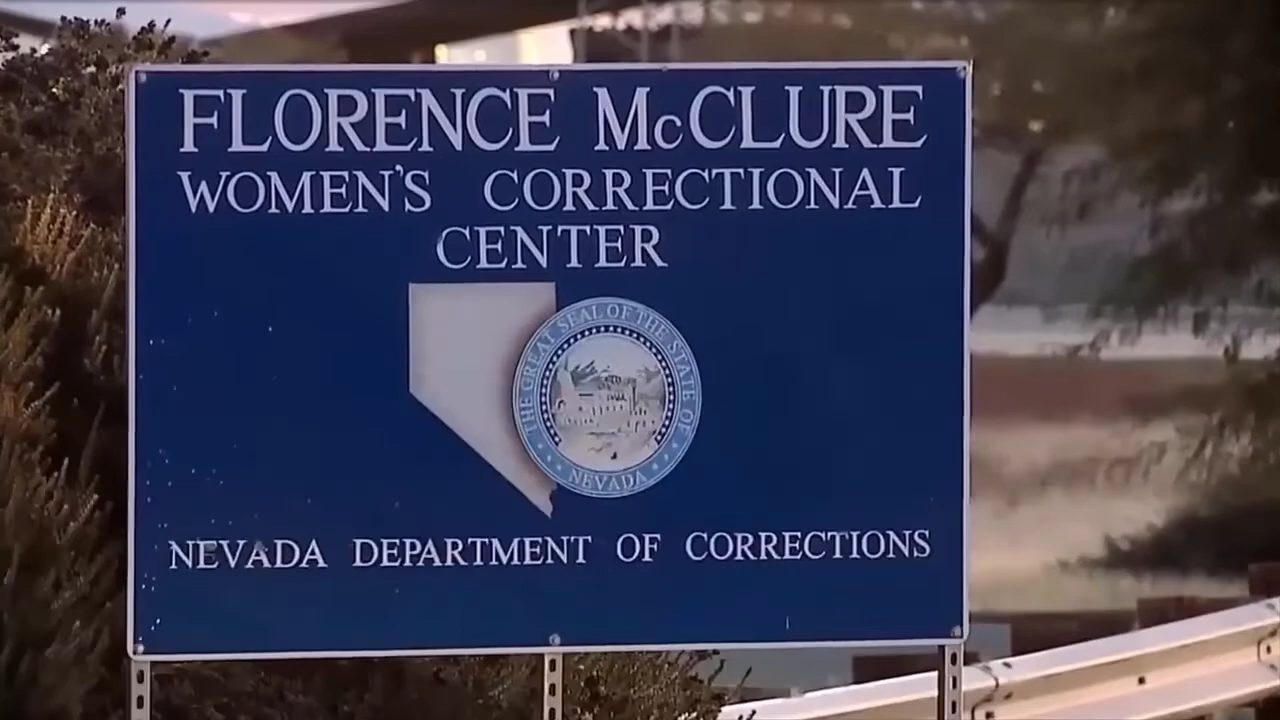 FLORENCE McCLURE
WOMEN'S CORRECTIONAL
CENTER
THE GREAT SEAL OF THE STATE OF
NEVADA
NEVADA DEPARTMENT OF CORRECTIONS